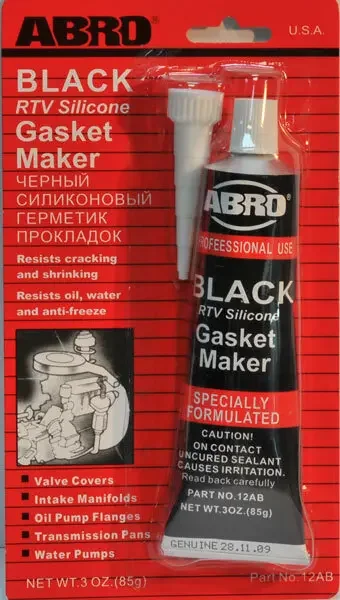 ABRO
U.S.A.
BLACK
RTV Silicone
Gasket
Maker
ЧЕРНЫЙ
СИЛИКОНОВЫЙ
ГЕРМЕТИК
ПРОКЛАДОК
Resists cracking
and shrinking
Resists oil, water
and anti-freeze
Valve Covers
Intake Manifolds
Oil Pump Flanges
Transmission Pans
Water Pumps
NET WT.3 OZ.(85g)
ABRO®
PROFESSIONAL USE
BLACK
RTV Silicone
Gasket
Maker
SPECIALLY
FORMULATED
CAUTION!
ON CONTACT
UNCURED SEALANT
CAUSES IRRITATION.
Read back carefully
PART NO.12AB
NET WT.3OZ.(85g)
GENUINE 28.11.09
Part No.12AB